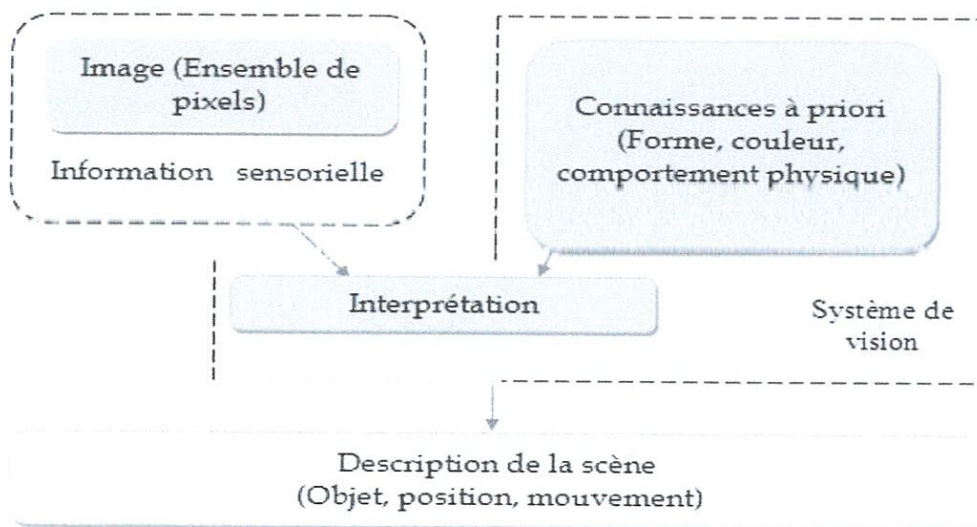 Image (Ensemble de
pixels)
Information sensorielle
Connaissances à priori
(Forme, couleur,
comportement physique)
Interprétation
Système de
vision
Description de la scène
(Objet, position, mouvement)